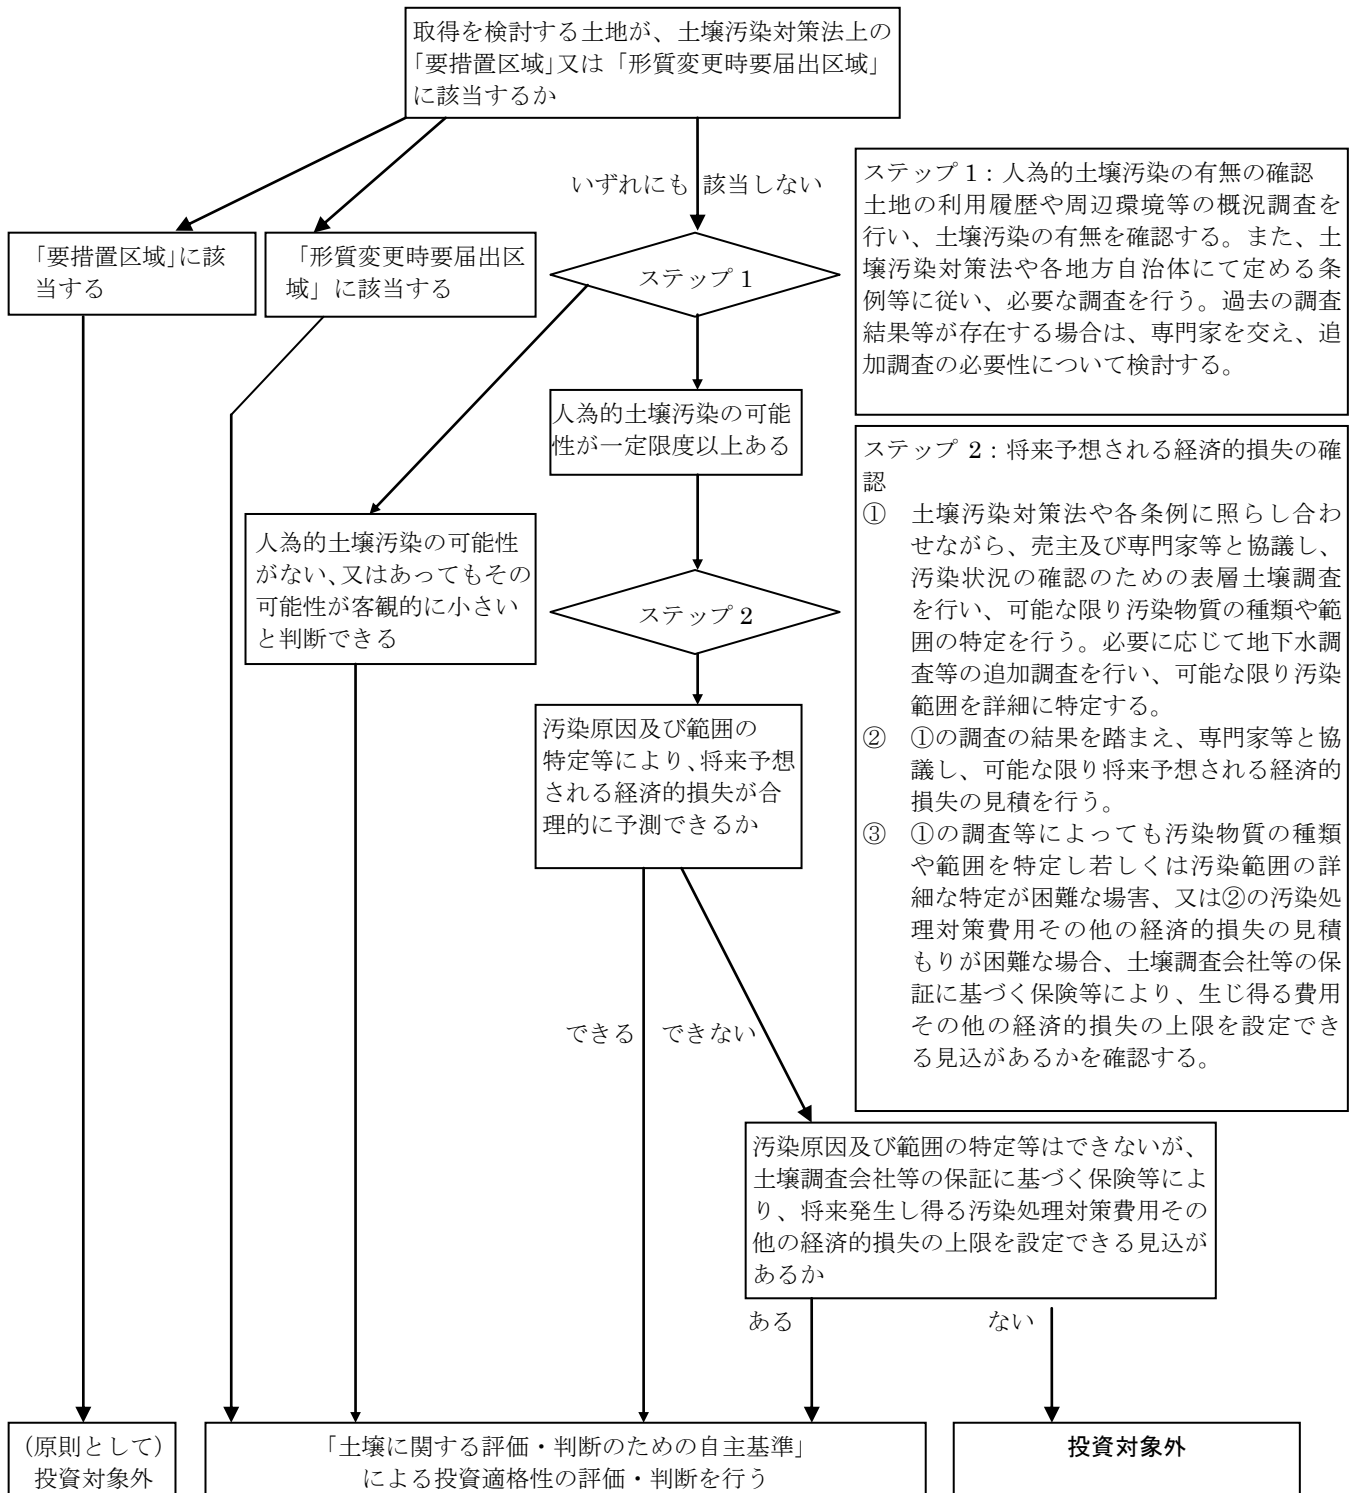 取得を検討する土地が、土壌汚染対策法上の
「要措置区域」又は「形質変更時要届出区域」
に該当するか
いずれにも 該当しない
「要措置区域」に該
当する
「形質変更時要届出区
域」に該当する
ステップ 1
ステップ 1：人為的土壌汚染の有無の確認
土地の利用履歴や周辺環境等の概況調査を
行い、土壌汚染の有無を確認する。また、土
壌汚染対策法や各地方自治体にて定める条
例等に従い、必要な調査を行う。過去の調査
結果等が存在する場合は、専門家を交え、追
加調査の必要性について検討する。
人為的土壌汚染の可能
性が一定限度以上ある
人為的土壌汚染の可能性
がない、又はあってもその
可能性が客観的に小さい
と判断できる
ステップ 2
ステップ 2：将来予想される経済的損失の確
認
① 土壌汚染対策法や各条例に照らし合わ
せながら、売主及び専門家等と協議し、
汚染状況の確認のための表層土壌調査
を行い、可能な限り汚染物質の種類や範
囲の特定を行う。必要に応じて地下水調
査等の追加調査を行い、可能な限り汚染
範囲を詳細に特定する。
② ①の調査の結果を踏まえ、専門家等と協
議し、可能な限り将来予想される経済的
損失の見積を行う。
③ ①の調査等によっても汚染物質の種類
や範囲を特定し若しくは汚染範囲の詳
細な特定が困難な場害、又は②の汚染処
理対策費用その他の経済的損失の見積
もりが困難な場合、土壌調査会社等の保
証に基づく保険等により、生じ得る費用
その他の経済的損失の上限を設定でき
る見込があるかを確認する。
汚染原因及び範囲の
特定等により、将来予想
される経済的損失が合
理的に予測できるか
できる できない
汚染原因及び範囲の特定等はできないが、
土壌調査会社等の保証に基づく保険等によ
り、将来発生し得る汚染処理対策費用その
他の経済的損失の上限を設定できる見込が
あるか
ある ない
（原則として）
投資対象外
「土壌に関する評価・判断のための自主基準」
による投資適格性の評価・判断を行う
投資対象外